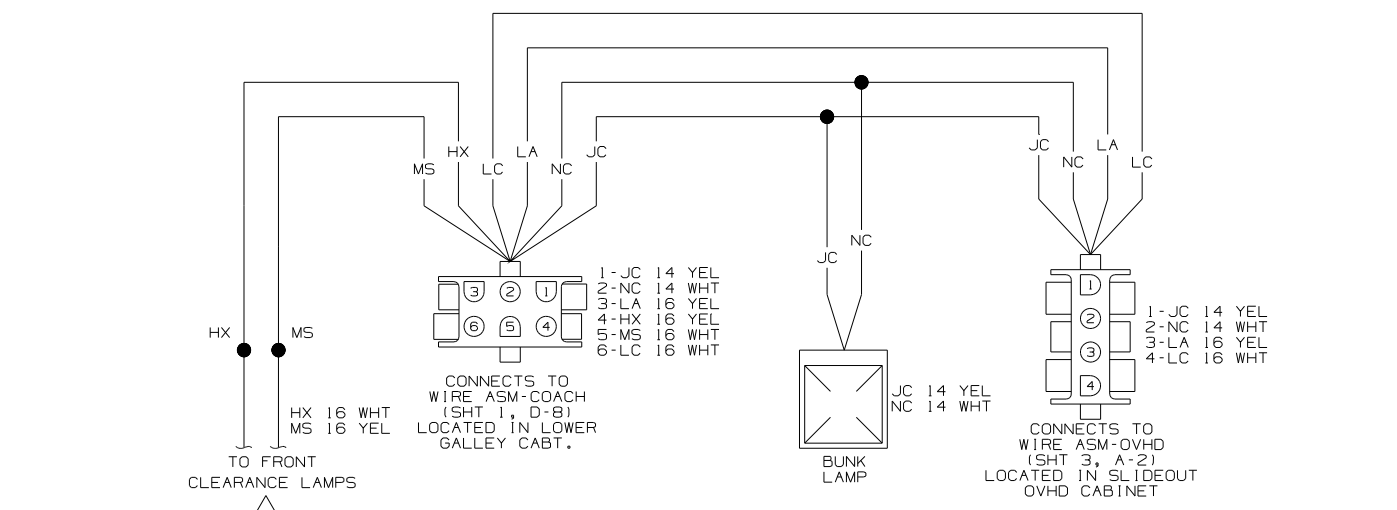 HX
LA
JC
MS
LC
NC
JC
NC
LA
LC
JC
NC
HX
MS
HX 16 WHT
MS 16 YEL
TO FRONT
CLEARANCE LAMPS
3
2
1
6
5
4
1-JC 14 YEL
2-NC 14 WHT
3-LA 16 YEL
4-HX 16 YEL
5-MS 16 WHT
6-LC 16 WHT
CONNECTS TO
WIRE ASM-COACH
(SHT 1, D-8)
LOCATED IN LOWER
GALLEY CABT.
JC 14 YEL
NC 14 WHT
BUNK
LAMP
1
2
3
4
1-JC 14 YEL
2-NC 14 WHT
3-LA 16 YEL
4-LC 16 WHT
CONNECTS TO
WIRE ASM-OVHD
(SHT 3, A-2)
LOCATED IN SLIDEOUT
OVHD CABINET